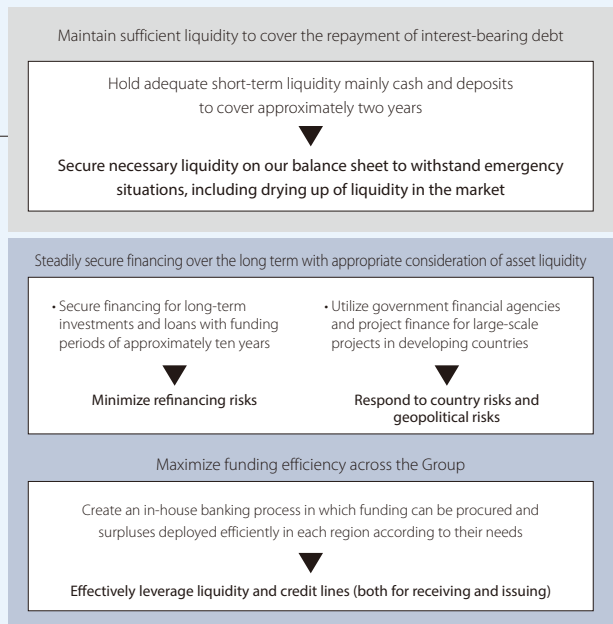 Maintain sufficient liquidity to cover the repayment of interest-bearing debt
Hold adequate short-term liquidity mainly cash and deposits
to cover approximately two years
Secure necessary liquidity on our balance sheet to withstand emergency
situations, including drying up of liquidity in the market
Steadily secure financing over the long term with appropriate consideration of asset liquidity
• Secure financing for long-term
investments and loans with funding
periods of approximately ten years
Minimize refinancing risks
• Utilize government financial agencies
and project finance for large-scale
projects in developing countries
Respond to country risks and
geopolitical risks
Maximize funding efficiency across the Group
Create an in-house banking process in which funding can be procured and
surpluses deployed efficiently in each region according to their needs
Effectively leverage liquidity and credit lines (both for receiving and issuing)